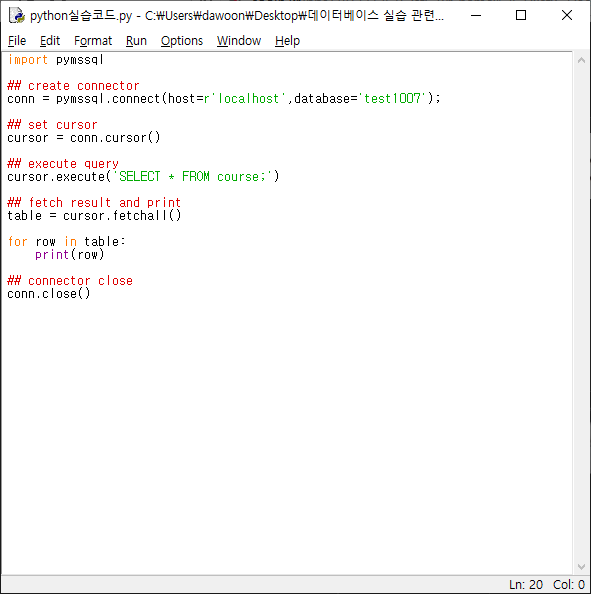 python실습코드.py - C:₩Users₩dawoon₩Desktop₩데이터베이스 실습 관련...
File Edit Format Run Options Window Help
import pymssql
## create connector
conn = pymssql.connect(host=r'localhost',database='test1007');
## set cursor
cursor = conn.cursor()
## execute query
cursor.execute('SELECT * FROM course;')
## fetch result and print
table = cursor.fetchall()
for row in table:
    print(row)
## connector close
conn.close()
Ln: 20 Col: 0